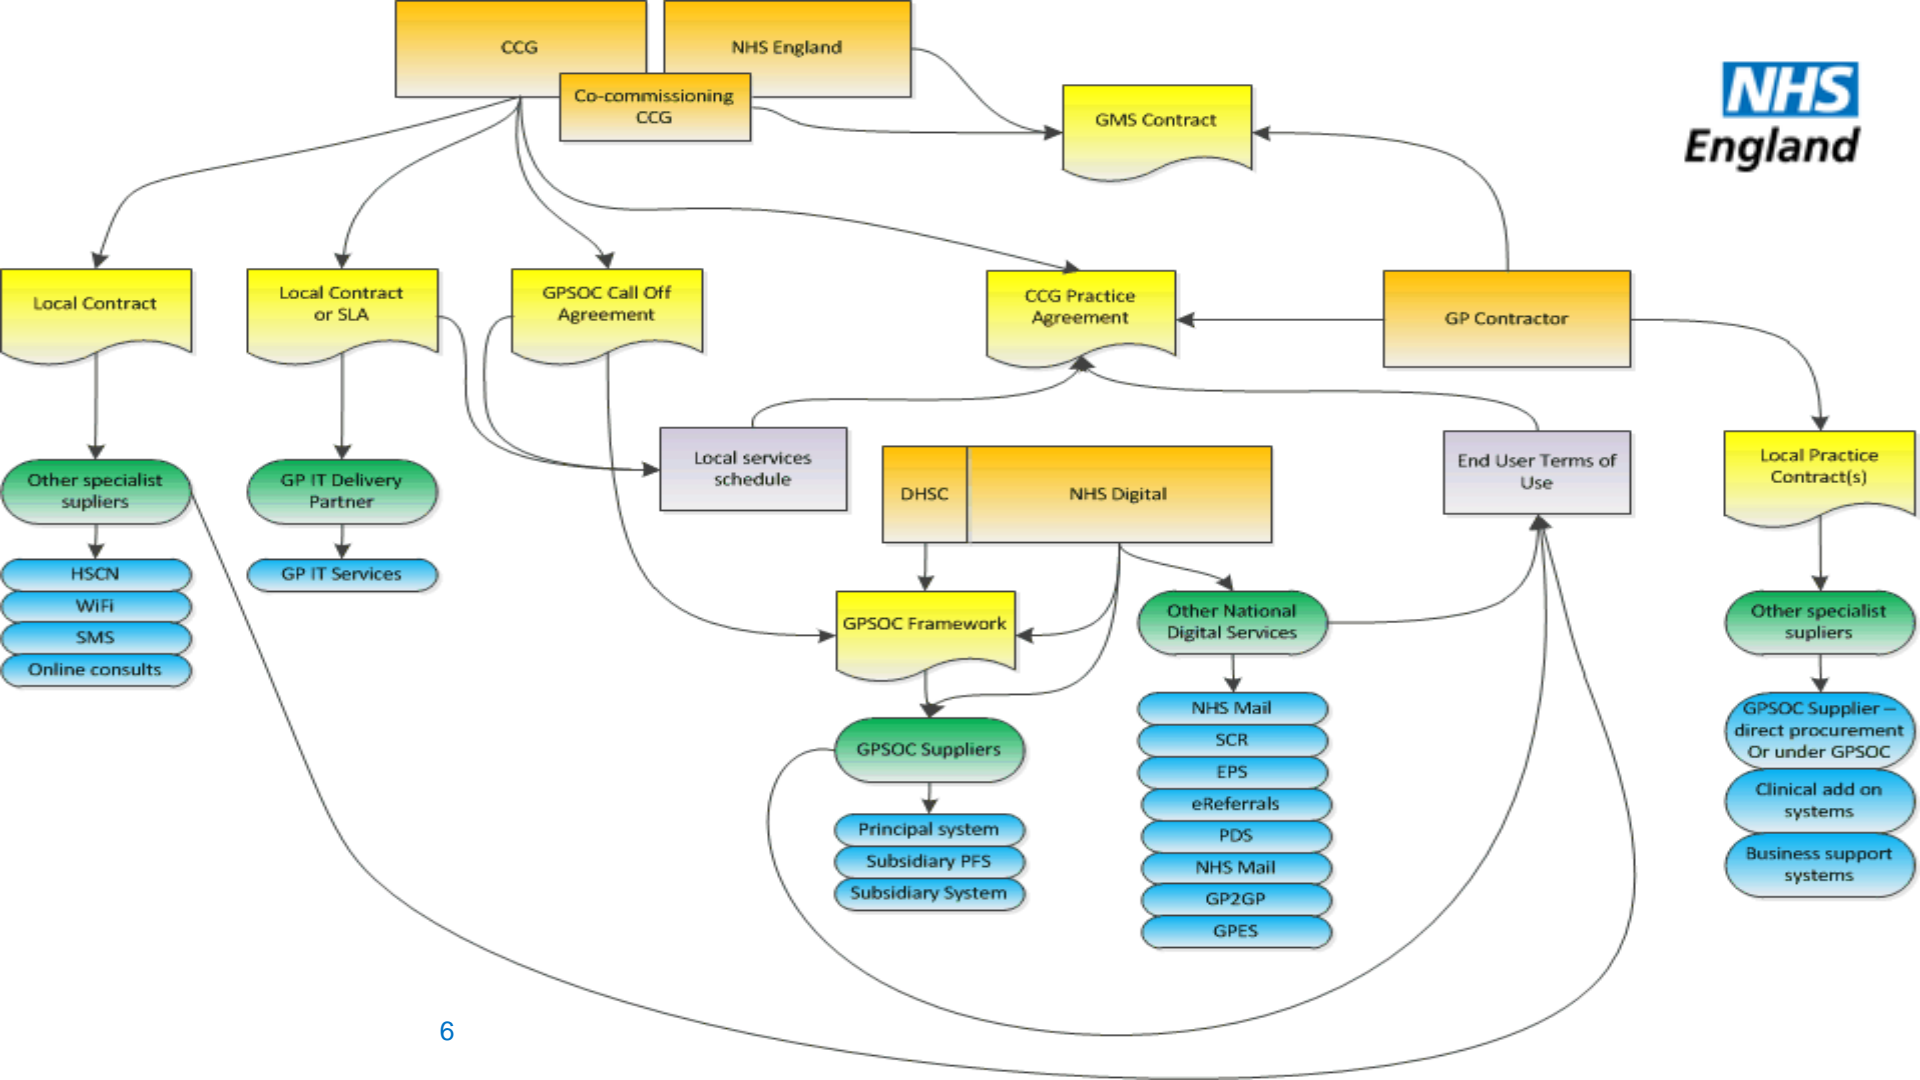 CCG
NHS England
Co-commissioning
CCG
GMS Contract
NHS
England
Local Contract
Local Contract
or SLA
GPSOC Call Off
Agreement
CCG Practice
Agreement
GP Contractor
Other specialist
supliers
GP IT Delivery
Partner
Local services
schedule
DHSC
NHS Digital
End User Terms of
Use
Local Practice
Contract(s)
HSCN
WiFi
SMS
Online consults
GP IT Services
GPSOC Framework
Other National
Digital Services
Other specialist
supliers
GPSOC Suppliers
Principal system
Subsidiary PFS
Subsidiary System
NHS Mail
SCR
EPS
eReferrals
PDS
NHS Mail
GP2GP
GPES
GPSOC Supplier –
direct procurement
Or under GPSOC
Clinical add on
systems
Business support
systems
6